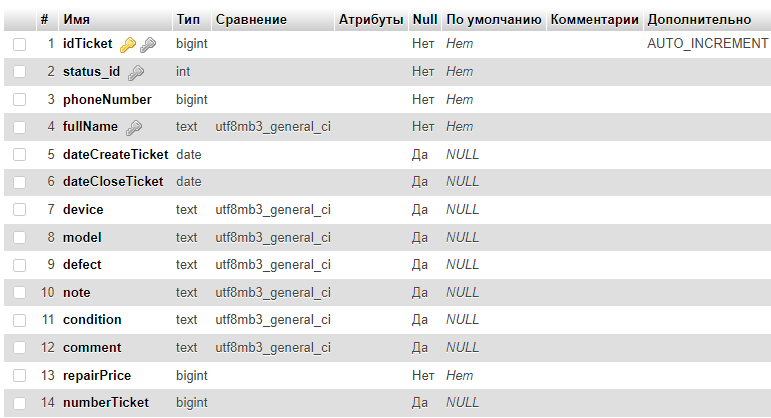 # Имя Тип Сравнение Атрибуты Null По умолчанию Комментарии Дополнительно
1 idTicket bigint Нет Нет AUTO_INCREMENT
2 status_id int Нет Нет
3 phoneNumber bigint Нет Нет
4 fullName text utf8mb3_general_ci Нет Нет
5 dateCreateTicket date Да NULL
6 dateCloseTicket date Да NULL
7 device text utf8mb3_general_ci Да NULL
8 model text utf8mb3_general_ci Да NULL
9 defect text utf8mb3_general_ci Да NULL
10 note text utf8mb3_general_ci Да NULL
11 condition text utf8mb3_general_ci Да NULL
12 comment text utf8mb3_general_ci Да NULL
13 repairPrice bigint Нет Нет
14 numberTicket bigint Да NULL